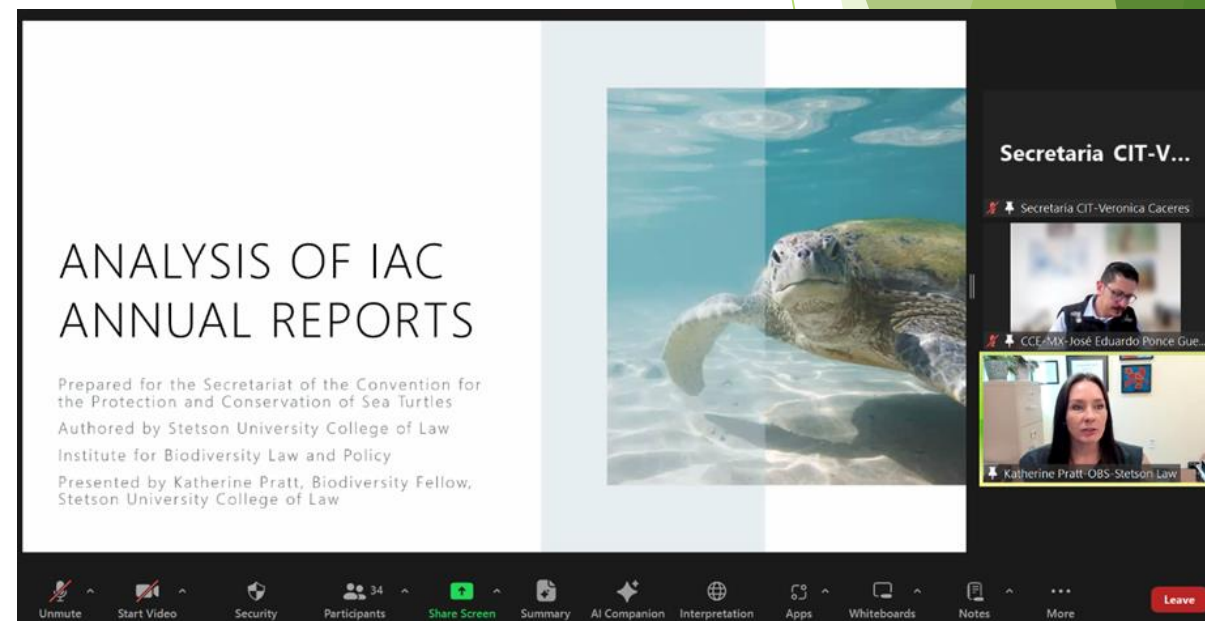 ANALYSIS OF IAC
ANNUAL REPORTS
Prepared for the Secretariat of the Convention for
the Protection and Conservation of Sea Turtles
Authored by Stetson University College of Law
Institute for Biodiversity Law and Policy
Presented by Katherine Pratt, Biodiversity Fellow,
Stetson University College of Law
Secretaria CIT-V...
Secretaria CIT-Veronica Caceres
CCE-MX-José Eduardo Ponce Gue...
Katherine Pratt-OBS-Stetson Law
Unmute
Start Video
Security
34
Participants
Share Screen
Summary
AI Companion
Interpretation
Apps
Whiteboards
Notes
More
Leave